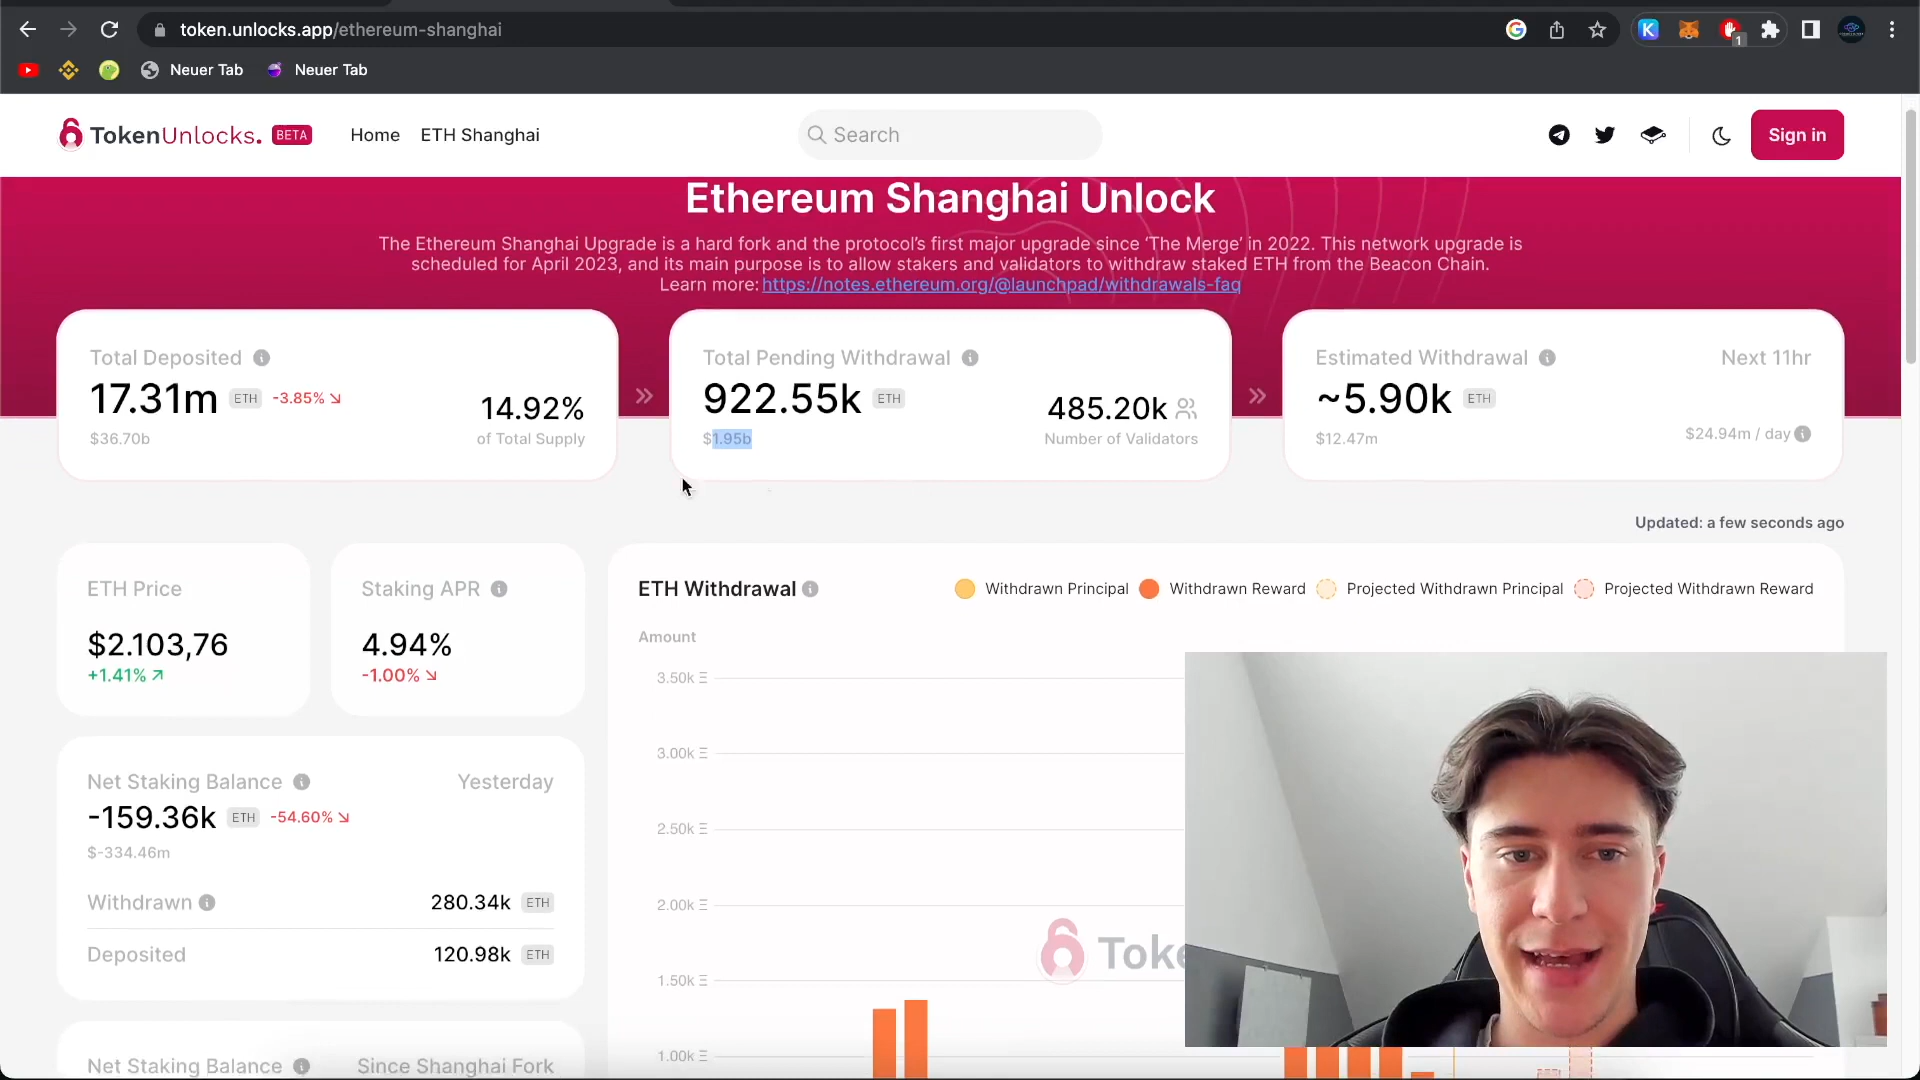 token.unlocks.app/ethereum-shanghai
1
Neuer Tab
Neuer Tab
TokenUnlocks. BETA
Home
ETH Shanghai
Search
Sign in
Ethereum Shanghai Unlock
The Ethereum Shanghai Upgrade is a hard fork and the protocol's first major upgrade since 'The Merge' in 2022. This network upgrade is
scheduled for April 2023, and its main purpose is to allow stakers and validators to withdraw staked ETH from the Beacon Chain.
Learn more: https://notes.ethereum.org/@launchpad/withdrawals-faq
Total Deposited
17.31m ETH -3.85%
$36.70b
14.92%
of Total Supply
Total Pending Withdrawal
922.55k ETH
$1.95b
485.20k
Number of Validators
Estimated Withdrawal
Next 11hr
~5.90k ETH
$12.47m
$24.94m / day
Updated: a few seconds ago
ETH Price
$2.103,76
+1.41%
Staking APR
4.94%
-1.00%
Net Staking Balance
Yesterday
-159.36k ETH -54.60%
$-334.46m
Withdrawn
280.34k ETH
Deposited
120.98k ETH
Net Staking Balance
Since Shanghai Fork
ETH Withdrawal
Withdrawn Principal
Withdrawn Reward
Projected Withdrawn Principal
Projected Withdrawn Reward
Amount
3.50k Ξ
3.00k Ξ
2.50k Ξ
2.00k Ξ
1.50k Ξ
1.00k Ξ